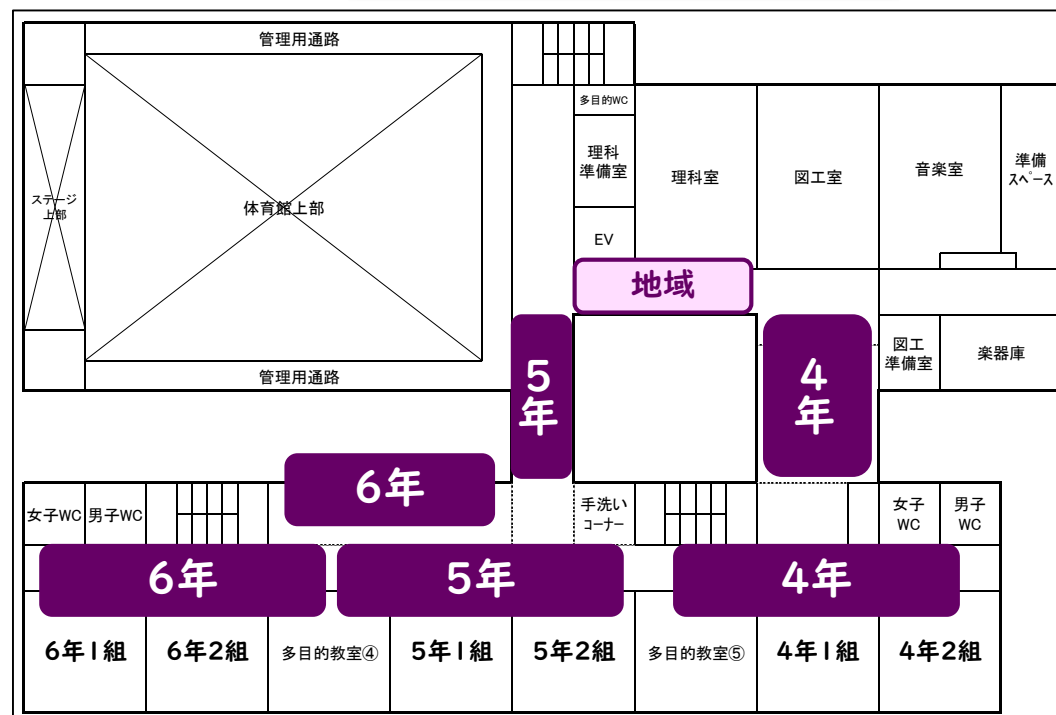 管理用通路
多目的WC
理科
準備室
理科室
図工室
音楽室
準備
スペース
ステージ
上部
体育館上部
EV
地域
管理用通路
5
年
4
年
図工
準備室
楽器庫
6年
女子WC
男子WC
手洗い
コーナー
女子
WC
男子
WC
6年
5年
4年
6年1組
6年2組
多目的教室④
5年1組
5年2組
多目的教室⑤
4年1組
4年2組